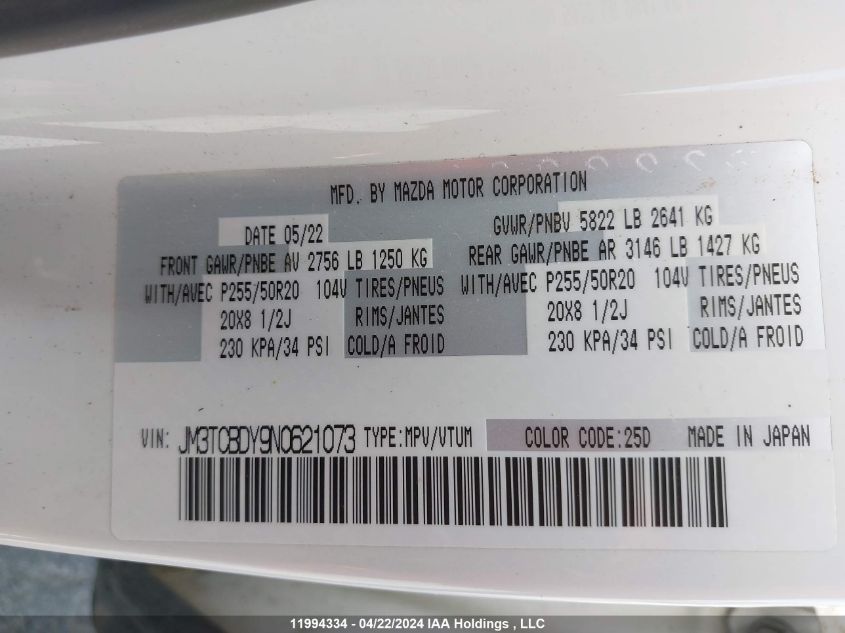 MFD. BY MAZDA MOTOR CORPORATION
DATE 05/22 GVWR/PNBV 5822 LB 2641 KG
FRONT GAWR/PNBE AV 2756 LB 1250 KG REAR GAWR/PNBE AR 3146 LB 1427 KG
WITH/AVEC P255/50R20 104V TIRES/PNEUS WITH/AVEC P255/50R20 104V TIRES/PNEUS
20X8 1/2J RIMS/JANTES 20X8 1/2J RIMS/JANTES
230 KPA/34 PSI COLD/A FROID 230 KPA/34 PSI COLD/A FROID
VIN: JM3TCBDY9N0621073 TYPE:MPV/VTUM COLOR CODE:25D MADE IN JAPAN
11994334 - 04/22/2024 IAA Holdings , LLC